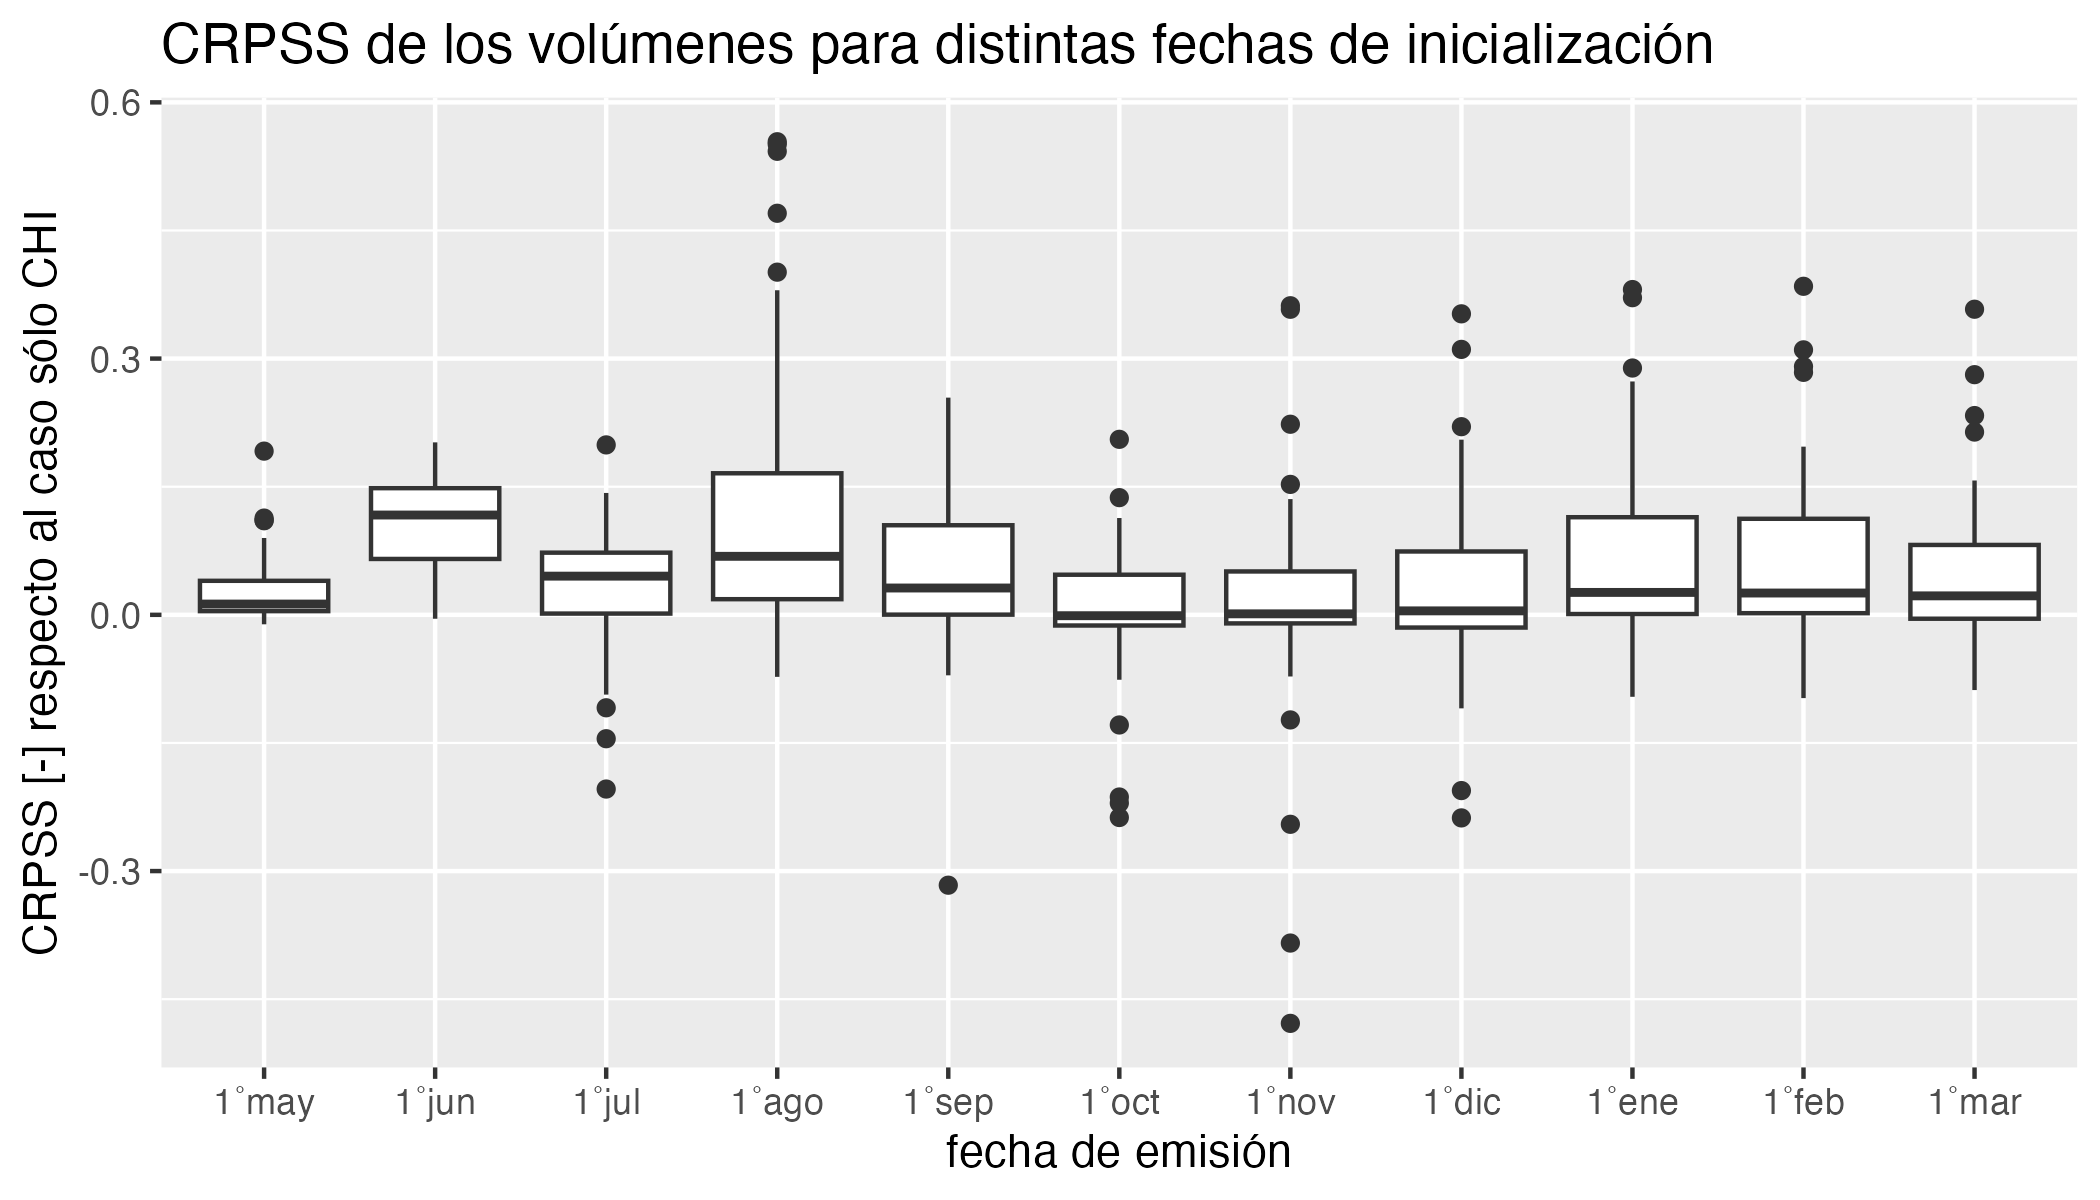 CRPSS de los volúmenes para distintas fechas de inicialización
CRPSS [-] respecto al caso sólo CHI
0.6
0.3
0.0
-0.3
1°may 1°jun 1°jul 1°ago 1°sep 1°oct 1°nov 1°dic 1°ene 1°feb 1°mar
fecha de emisión